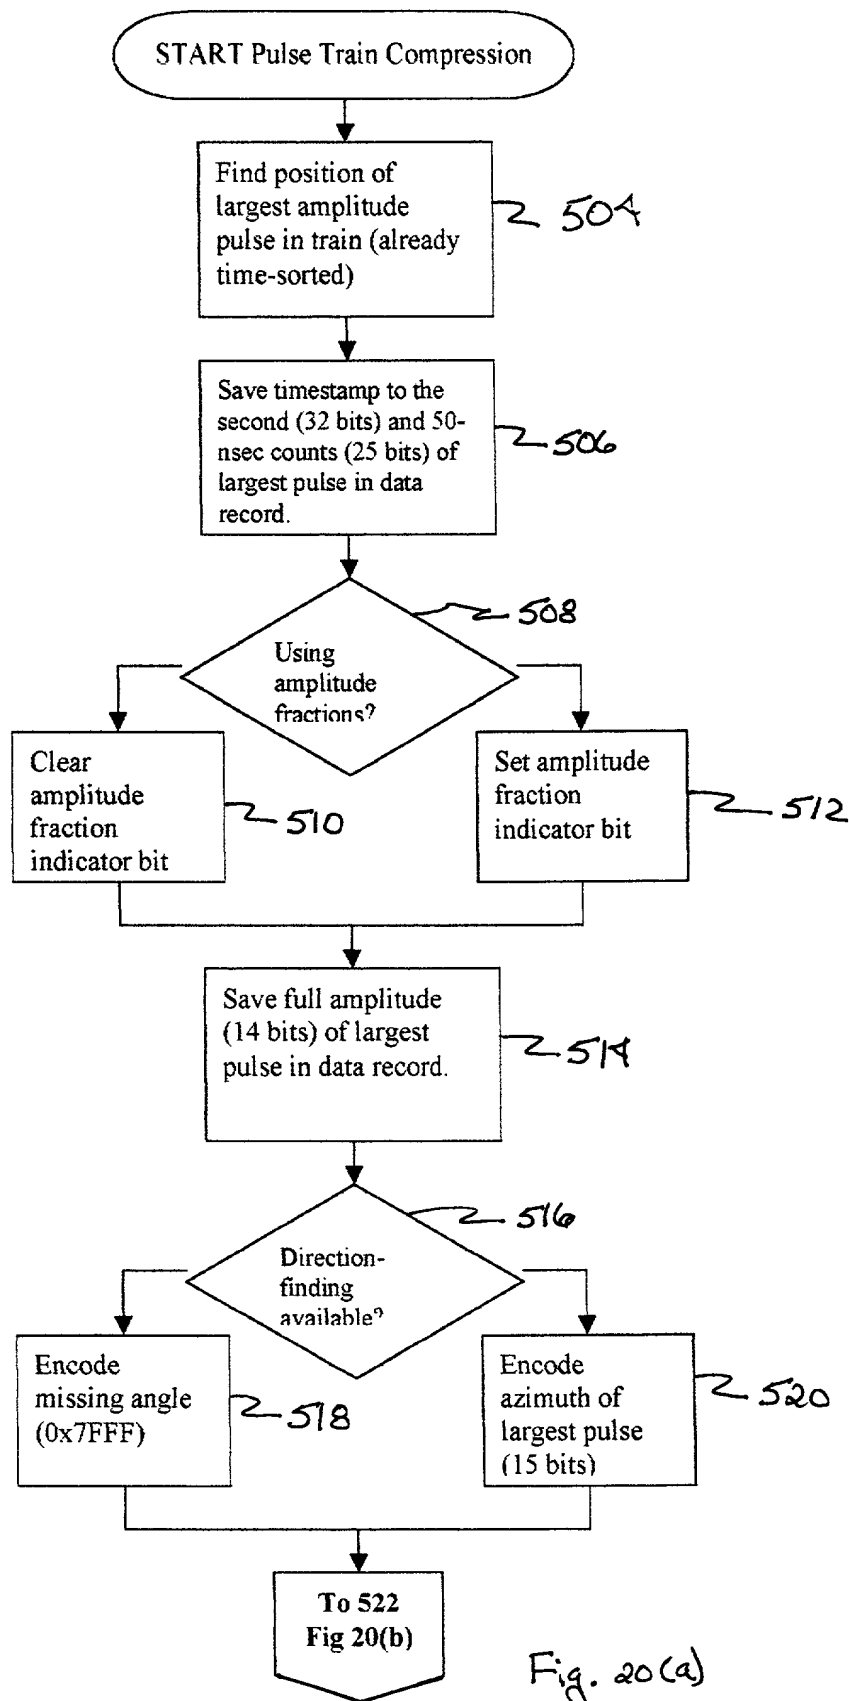 START Pulse Train Compression
Find position of
largest amplitude
pulse in train (already
time-sorted)
504
Save timestamp to the
second (32 bits) and 50-
nsec counts (25 bits) of
largest pulse in data
record.
506
508
Using
amplitude
fractions?
Clear
amplitude
fraction
indicator bit
510
Set amplitude
fraction
indicator bit
512
Save full amplitude
(14 bits) of largest
pulse in data record.
514
516
Direction-
finding
available?
Encode
missing angle
(0x7FFF)
518
Encode
azimuth of
largest pulse
(15 bits)
520
To 522
Fig 20(b)
Fig. 20(a)